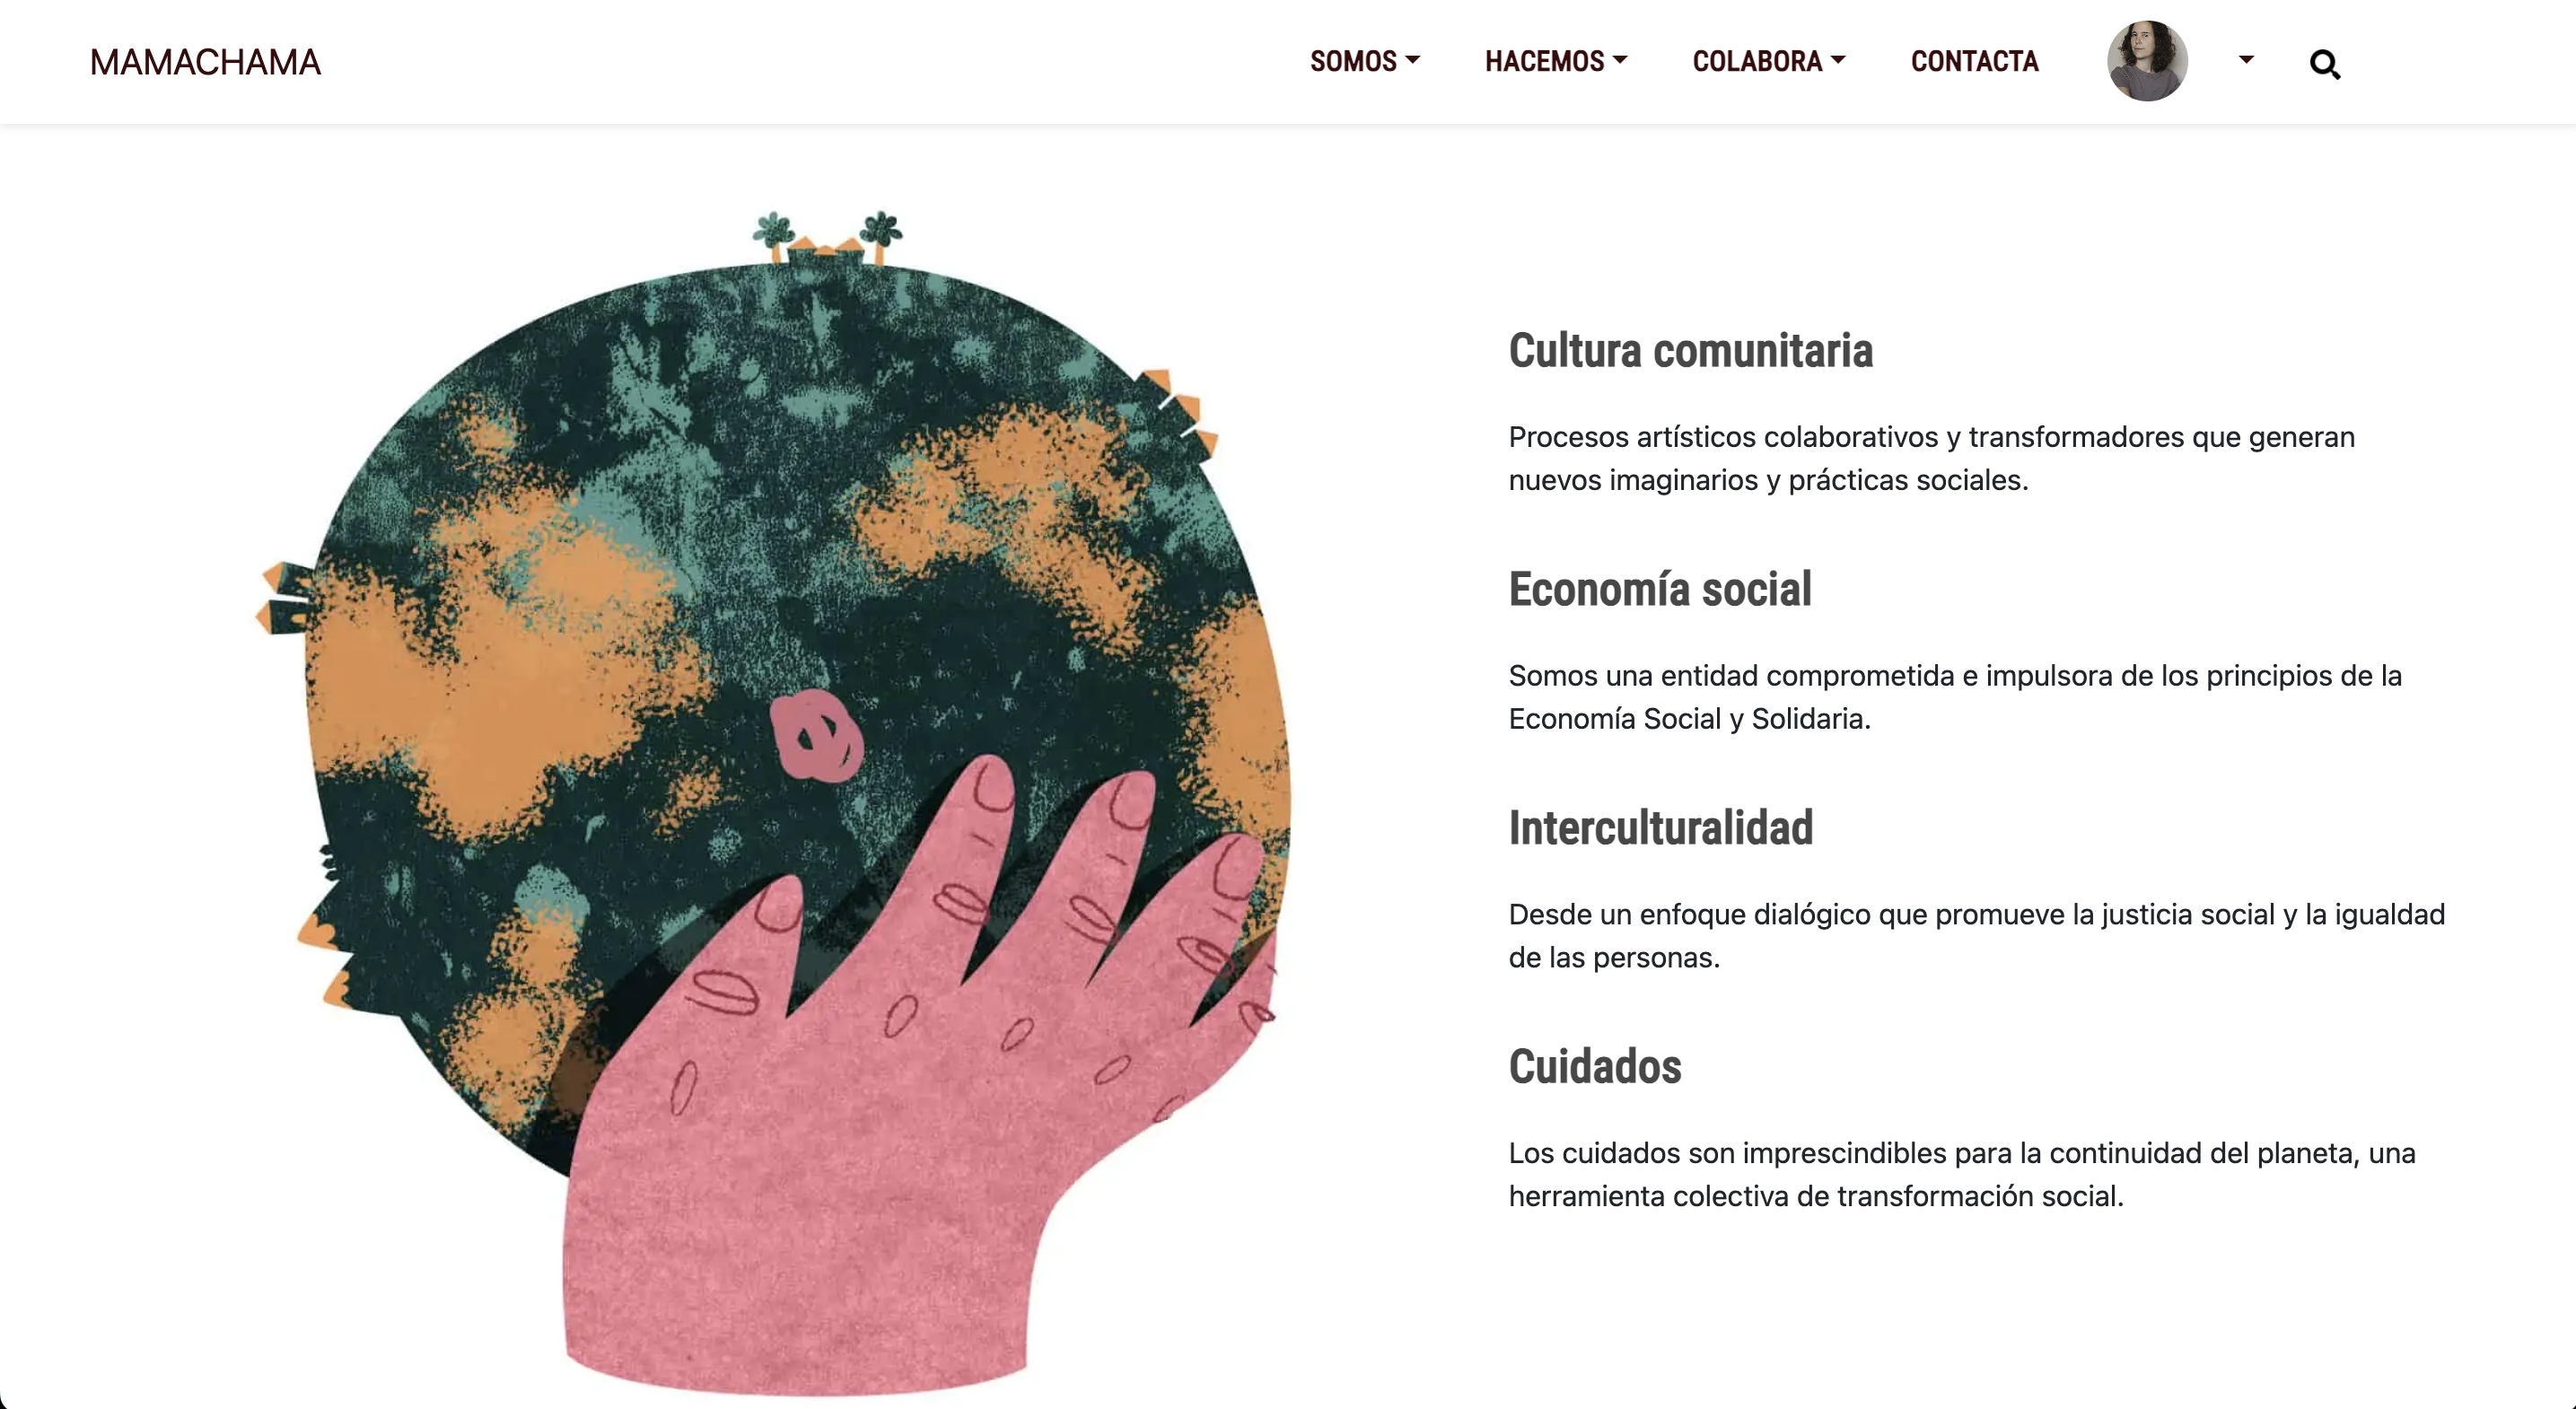 MAMACHAMA
SOMOS
HACEMOS
COLABORA
CONTACTA
Cultura comunitaria
Procesos artísticos colaborativos y transformadores que generan
nuevos imaginarios y prácticas sociales.
Economía social
Somos una entidad comprometida e impulsora de los principios de la
Economía Social y Solidaria.
Interculturalidad
Desde un enfoque dialógico que promueve la justicia social y la igualdad
de las personas.
Cuidados
Los cuidados son imprescindibles para la continuidad del planeta, una
herramienta colectiva de transformación social.